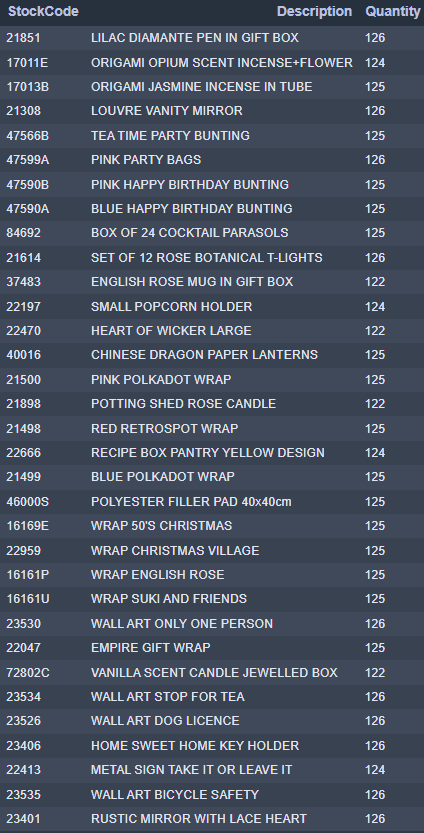 StockCode Description Quantity
21851 LILAC DIAMANTE PEN IN GIFT BOX 126
17011E ORIGAMI OPIUM SCENT INCENSE+FLOWER 124
17013B ORIGAMI JASMINE INCENSE IN TUBE 125
21308 LOUVRE VANITY MIRROR 126
47566B TEA TIME PARTY BUNTING 125
47599A PINK PARTY BAGS 126
47590B PINK HAPPY BIRTHDAY BUNTING 125
47590A BLUE HAPPY BIRTHDAY BUNTING 125
84692 BOX OF 24 COCKTAIL PARASOLS 125
21614 SET OF 12 ROSE BOTANICAL T-LIGHTS 126
37483 ENGLISH ROSE MUG IN GIFT BOX 122
22197 SMALL POPCORN HOLDER 124
22470 HEART OF WICKER LARGE 122
40016 CHINESE DRAGON PAPER LANTERNS 125
21500 PINK POLKADOT WRAP 125
21898 POTTING SHED ROSE CANDLE 122
21498 RED RETROSPOT WRAP 125
22666 RECIPE BOX PANTRY YELLOW DESIGN 124
21499 BLUE POLKADOT WRAP 125
46000S POLYESTER FILLER PAD 40x40cm 125
16169E WRAP 50'S CHRISTMAS 125
22959 WRAP CHRISTMAS VILLAGE 125
16161P WRAP ENGLISH ROSE 125
16161U WRAP SUKI AND FRIENDS 125
23530 WALL ART ONLY ONE PERSON 126
22047 EMPIRE GIFT WRAP 125
72802C VANILLA SCENT CANDLE JEWELLED BOX 122
23534 WALL ART STOP FOR TEA 126
23526 WALL ART DOG LICENCE 126
23406 HOME SWEET HOME KEY HOLDER 126
22413 METAL SIGN TAKE IT OR LEAVE IT 124
23535 WALL ART BICYCLE SAFETY 126
23401 RUSTIC MIRROR WITH LACE HEART 126